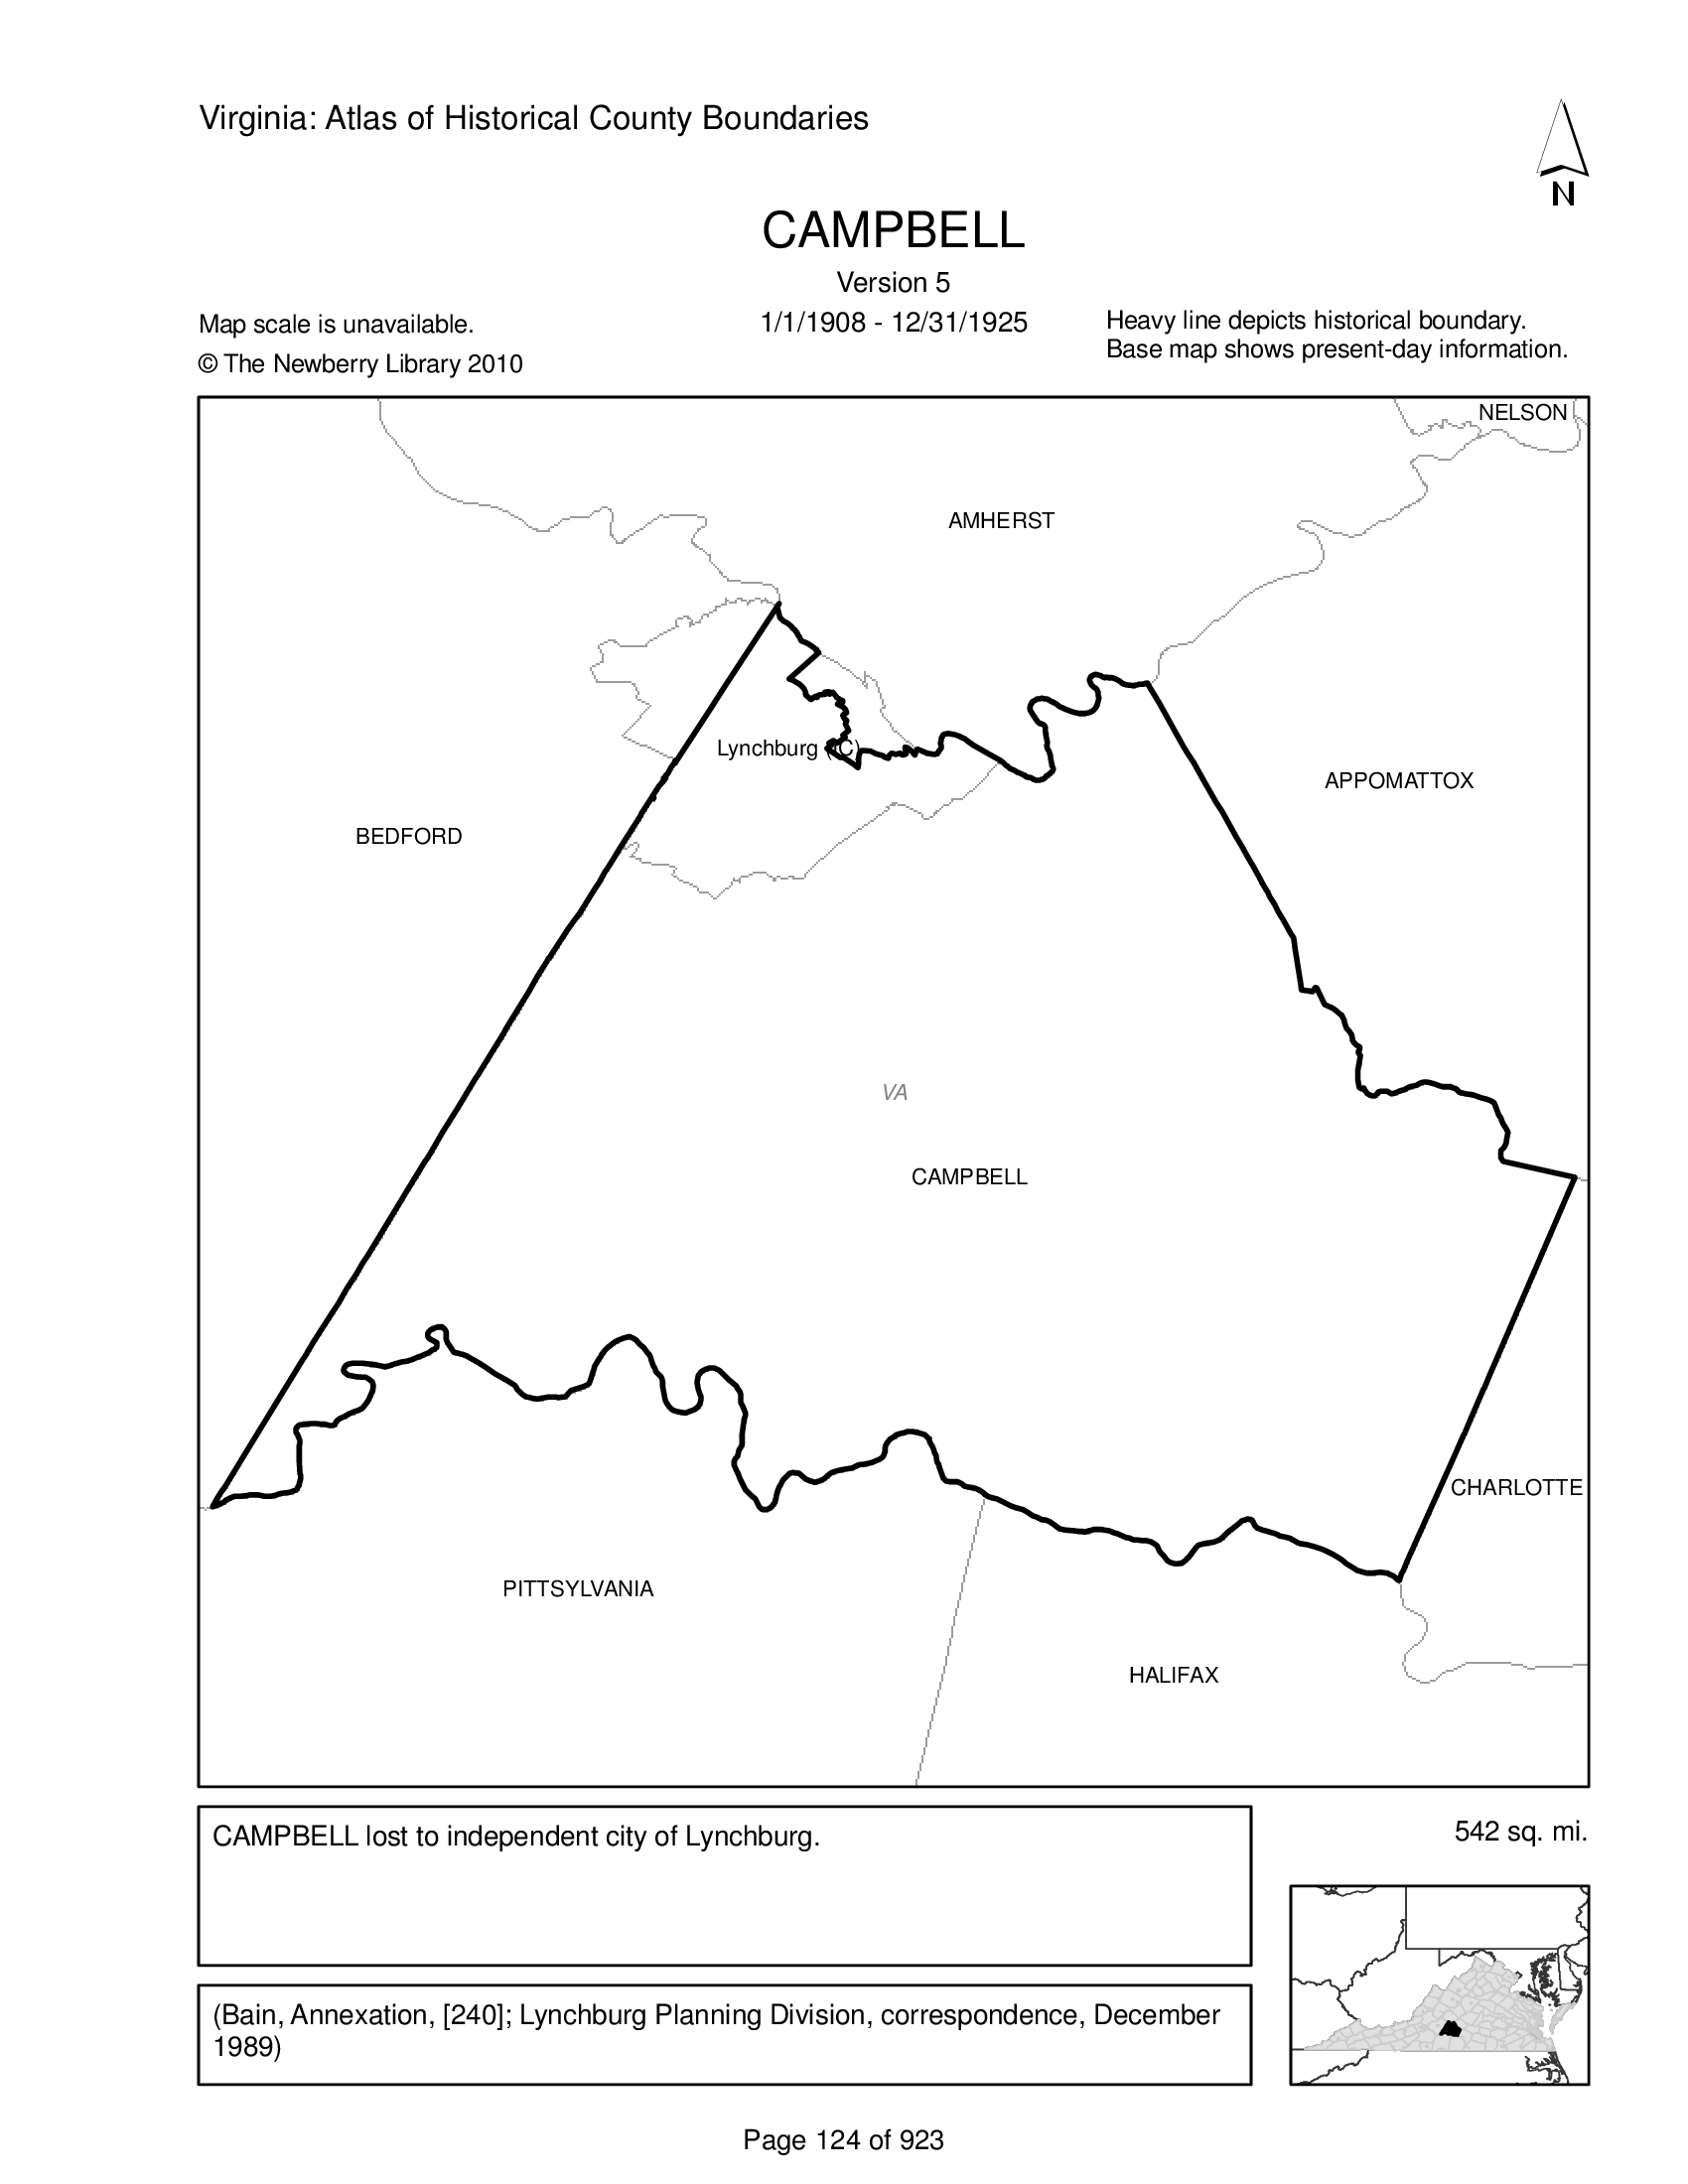 Virginia: Atlas of Historical County Boundaries
N
CAMPBELL
Version 5
Map scale is unavailable.
1/1/1908 - 12/31/1925
Heavy line depicts historical boundary.
© The Newberry Library 2010
Base map shows present-day information.
NELSON
AMHERST
Lynchburg (C)
APPOMATTOX
BEDFORD
VA
CAMPBELL
CHARLOTTE
PITTSYLVANIA
HALIFAX
CAMPBELL lost to independent city of Lynchburg.
542 sq. mi.
(Bain, Annexation, [240]; Lynchburg Planning Division, correspondence, December
1989)
Page 124 of 923